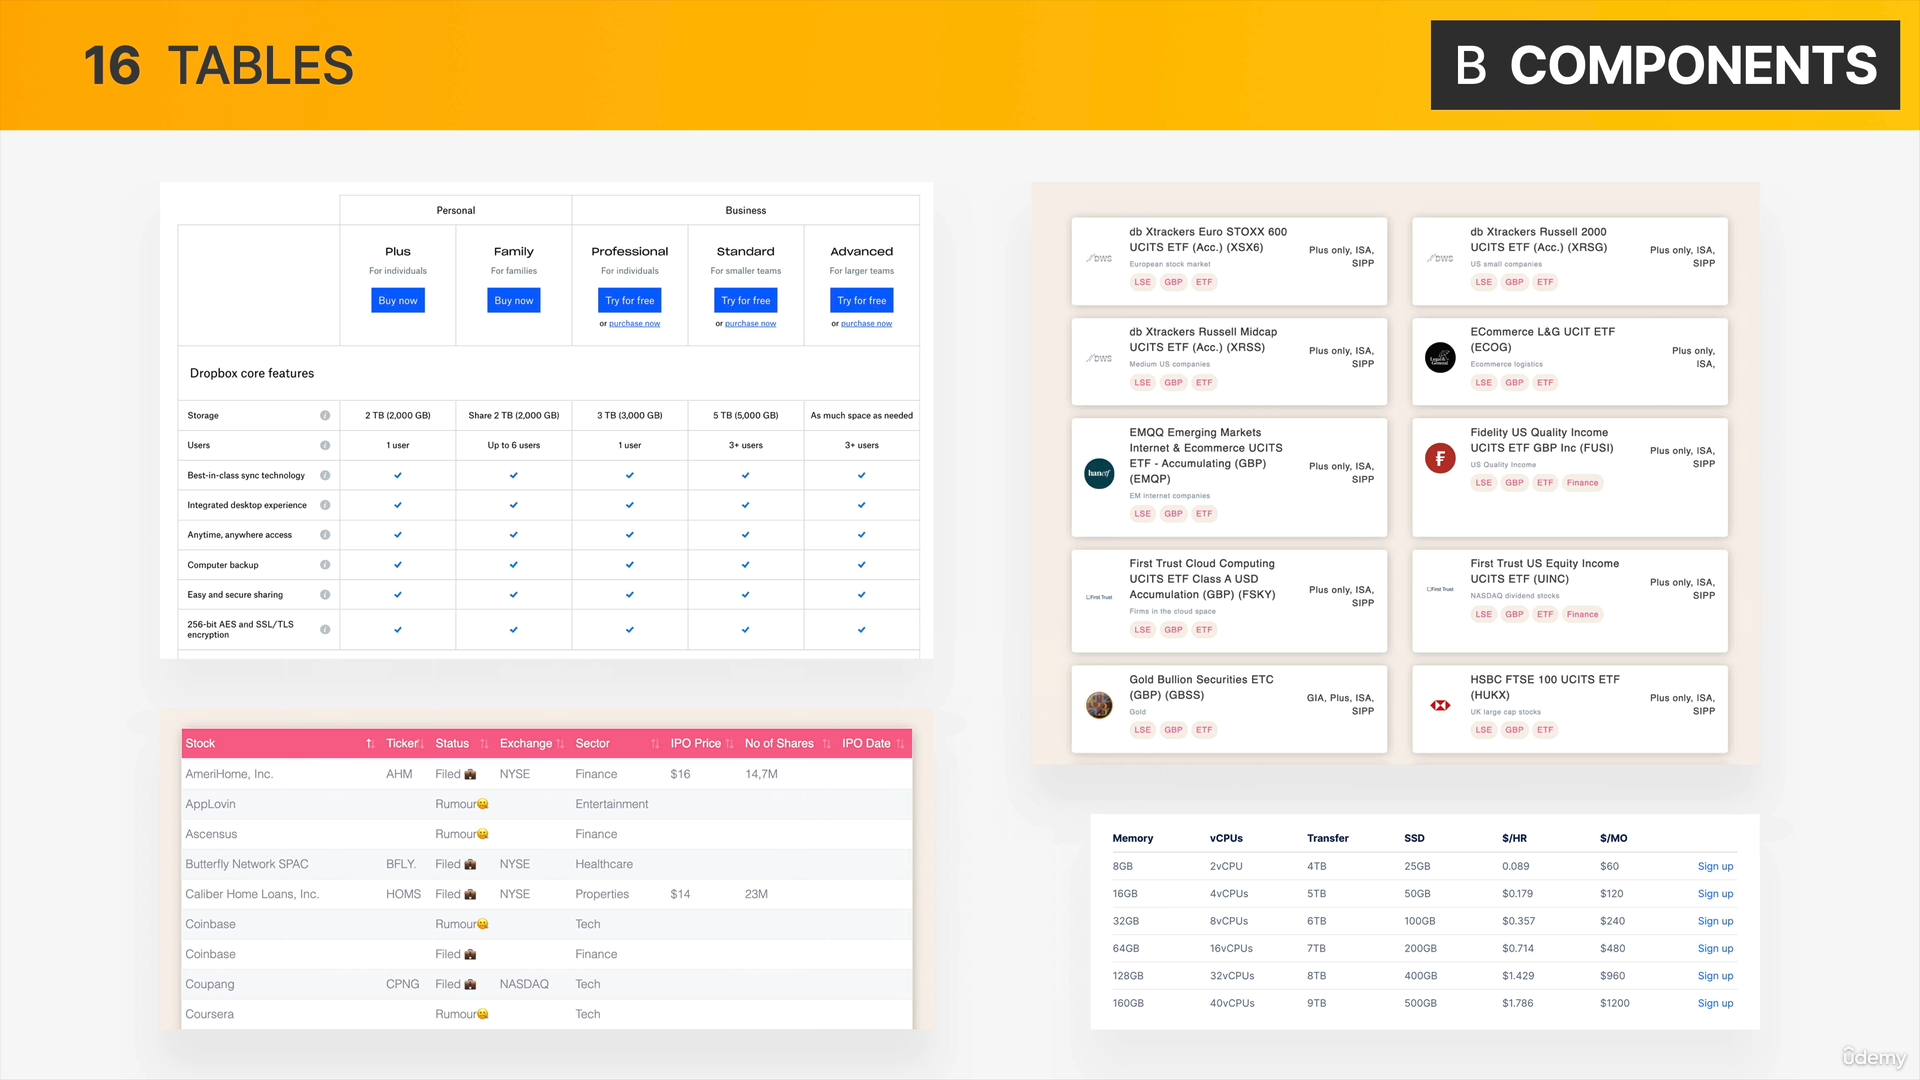 16 TABLES
B COMPONENTS
Personal Business
Plus Family Professional Standard Advanced
For individuals For families For individuals For smaller teams For larger teams
Buy now Buy now Try for free Try for free Try for free
or purchase now or purchase now or purchase now
Dropbox core features
Storage 2 TB (2,000 GB) Share 2 TB (2,000 GB) 3 TB (3,000 GB) 5 TB (5,000 GB) As much space as needed
Users 1 user Up to 6 users 1 user 3+ users 3+ users
Best-in-class sync technology
Integrated desktop experience
Anytime, anywhere access
Computer backup
Easy and secure sharing
256-bit AES and SSL/TLS
encryption
Stock Ticker Status Exchange Sector IPO Price No of Shares IPO Date
AmeriHome, Inc. AHM Filed NYSE Finance $16 14,7M
AppLovin Rumour Entertainment
Ascensus Rumour Finance
Butterfly Network SPAC BFLY. Filed NYSE Healthcare
Caliber Home Loans, Inc. HOMS Filed NYSE Properties $14 23M
Coinbase Rumour Tech
Coinbase Filed Finance
Coupang CPNG Filed NASDAQ Tech
Coursera Rumour Tech
DWS
db Xtrackers Euro STOXX 600
UCITS ETF (Acc.) (XSX6)
European stock market
LSE GBP ETF
Plus only, ISA,
SIPP
DWS
db Xtrackers Russell 2000
UCITS ETF (Acc.) (XRSG)
US small companies
LSE GBP ETF
Plus only, ISA,
SIPP
DWS
db Xtrackers Russell Midcap
UCITS ETF (Acc.) (XRSS)
Medium US companies
LSE GBP ETF
Plus only, ISA,
SIPP
Legal &
General
ECommerce L&G UCIT ETF
(ECOG)
Ecommerce logistics
LSE GBP ETF
Plus only,
ISA,
hanetf
EMQQ Emerging Markets
Internet & Ecommerce UCITS
ETF - Accumulating (GBP)
(EMQP)
EM internet companies
LSE GBP ETF
Plus only, ISA,
SIPP
F
Fidelity US Quality Income
UCITS ETF GBP Inc (FUSI)
US Quality Income
LSE GBP ETF Finance
Plus only, ISA,
SIPP
First Trust
First Trust Cloud Computing
UCITS ETF Class A USD
Accumulation (GBP) (FSKY)
Firms in the cloud space
LSE GBP ETF
Plus only, ISA,
SIPP
First Trust
First Trust US Equity Income
UCITS ETF (UINC)
NASDAQ dividend stocks
LSE GBP ETF Finance
Plus only, ISA,
SIPP
Gold Bullion Securities ETC
(GBP) (GBSS)
Gold
LSE GBP ETF
GIA, Plus, ISA,
SIPP
HSBC FTSE 100 UCITS ETF
(HUKX)
UK large cap stocks
LSE GBP ETF
Plus only, ISA,
SIPP
Memory vCPUs Transfer SSD $/HR $/MO
8GB 2vCPU 4TB 25GB 0.089 $60 Sign up
16GB 4vCPUs 5TB 50GB $0.179 $120 Sign up
32GB 8vCPUs 6TB 100GB $0.357 $240 Sign up
64GB 16vCPUs 7TB 200GB $0.714 $480 Sign up
128GB 32vCPUs 8TB 400GB $1.429 $960 Sign up
160GB 40vCPUs 9TB 500GB $1.786 $1200 Sign up
udemy